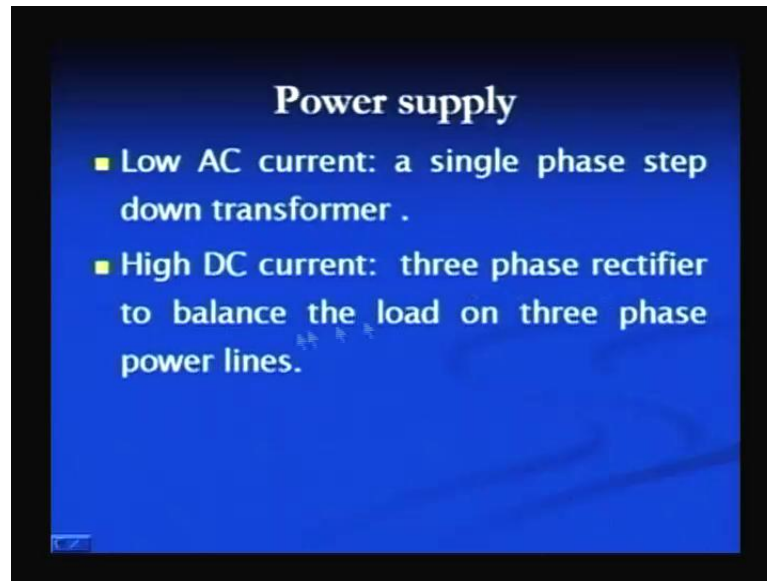 Power supply
Low AC current: a single phase step
down transformer .
High DC current: three phase rectifier
to balance the load on three phase
power lines.